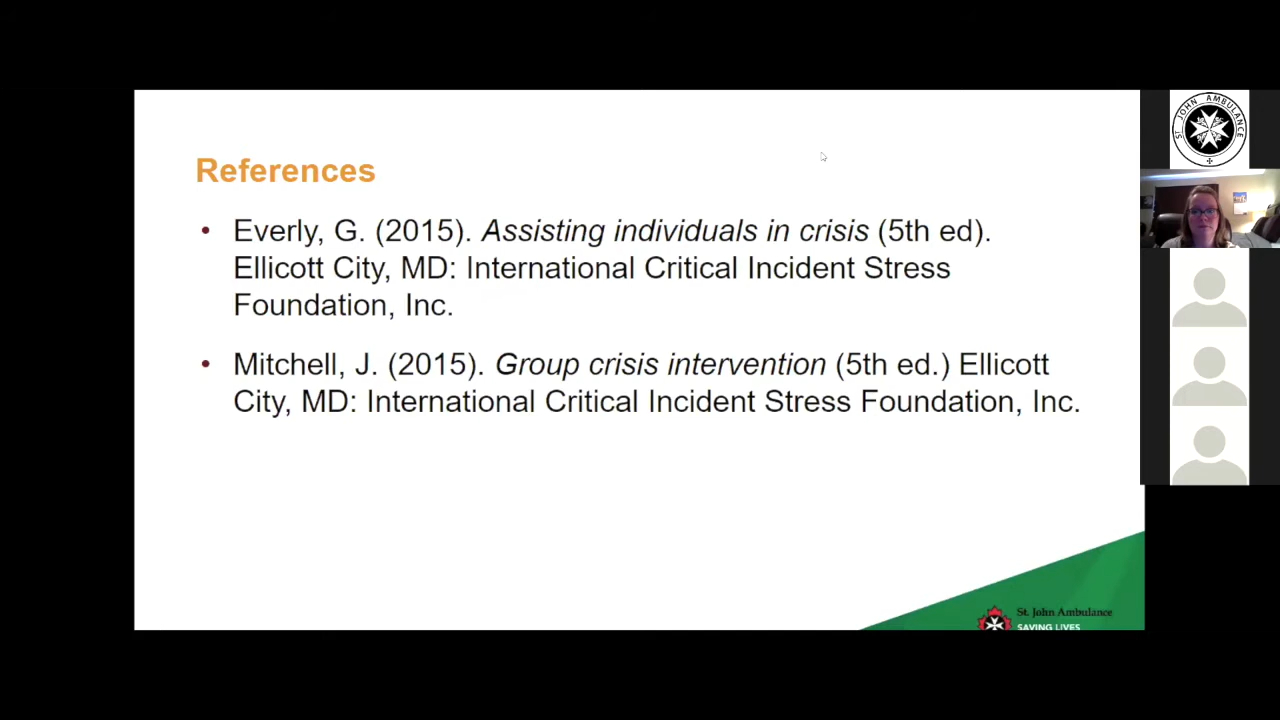 References
• Everly, G. (2015). Assisting individuals in crisis (5th ed).
Ellicott City, MD: International Critical Incident Stress
Foundation, Inc.
• Mitchell, J. (2015). Group crisis intervention (5th ed.) Ellicott
City, MD: International Critical Incident Stress Foundation, Inc.
St. John Ambulance
SAVING LIVES
ST JOHN AMBULANCE